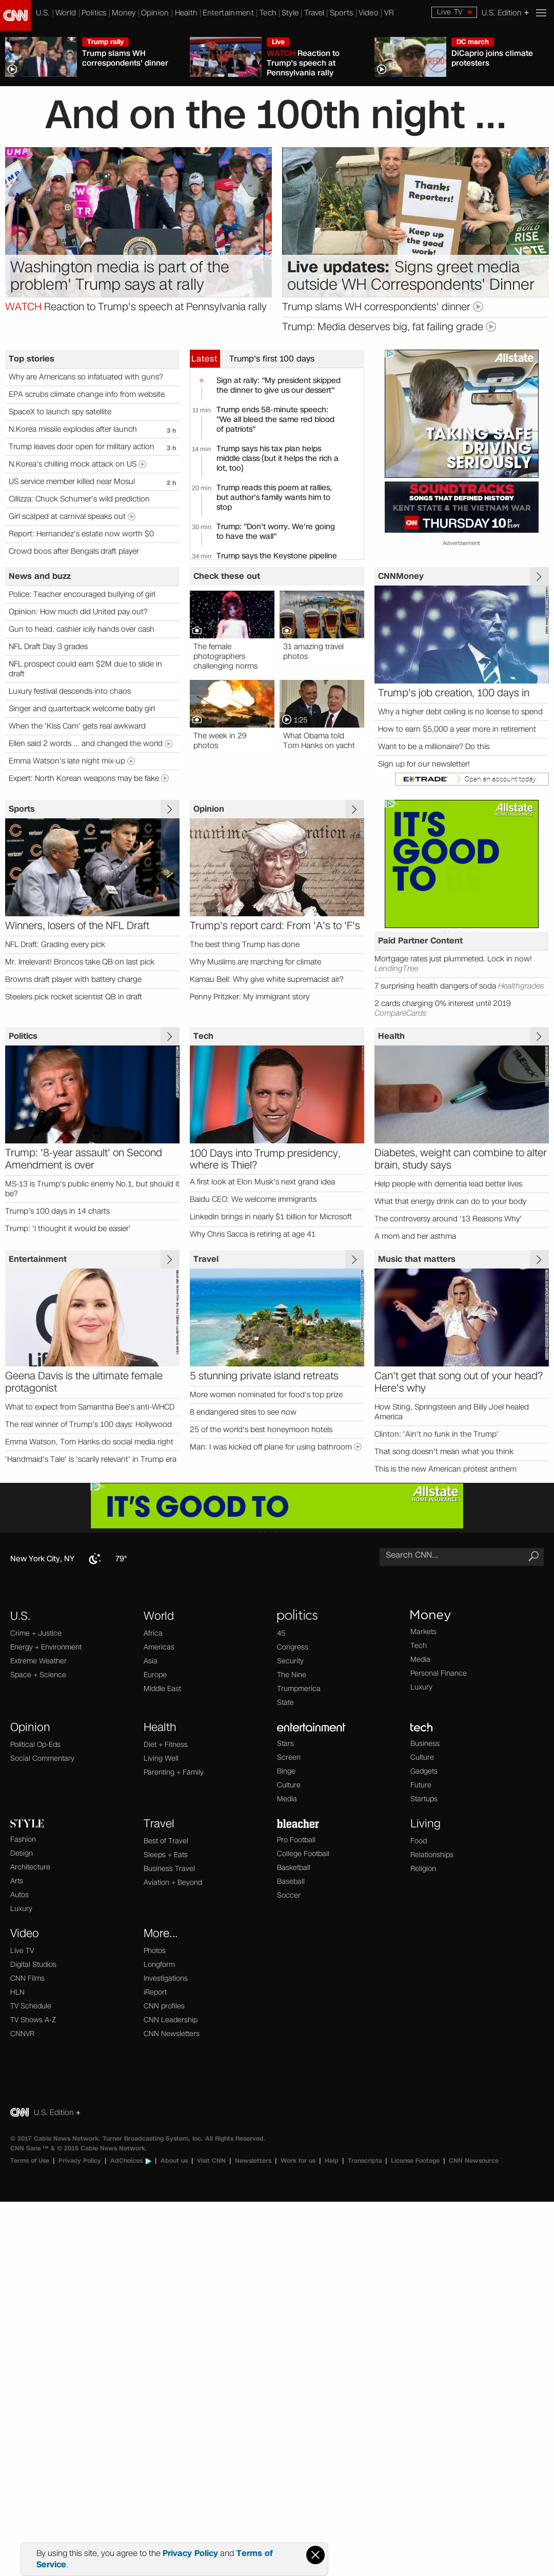 CNN U.S. World Politics Money Opinion Health Entertainment Tech Style Travel Sports Video VR Live TV U.S. Edition +
Trump rally
Trump slams WH
correspondents' dinner
Live
WATCH Reaction to
Trump's speech at
Pennsylvania rally
DC march
DiCaprio joins climate
protesters
And on the 100th night ...
Washington media is part of the
problem' Trump says at rally
WATCH Reaction to Trump's speech at Pennsylvania rally
Thanks
Reporters!
Keep up
the good
work!
BUILD
RISE
VOTE
Live updates: Signs greet media
outside WH Correspondents' Dinner
Trump slams WH correspondents' dinner
Trump: Media deserves big, fat failing grade
Top stories
Why are Americans so infatuated with guns?
EPA scrubs climate change info from website
SpaceX to launch spy satellite
N.Korea missile explodes after launch 3 h
Trump leaves door open for military action 3 h
N.Korea's chilling mock attack on US
US service member killed near Mosul 2 h
Cillizza: Chuck Schumer's wild prediction
Girl scalped at carnival speaks out
Report: Hernandez's estate now worth $0
Crowd boos after Bengals draft player
Latest Trump's first 100 days
Sign at rally: "My president skipped
the dinner to give us our dessert"
11 min Trump ends 58-minute speech:
"We all bleed the same red blood
of patriots"
14 min Trump says his tax plan helps
middle class (but it helps the rich a
lot, too)
20 min Trump reads this poem at rallies,
but author's family wants him to
stop
30 min Trump: "Don't worry. We're going
to have the wall"
34 min Trump says the Keystone pipeline
Allstate
TAKING SAFE
DRIVING
SERIOUSLY
SOUNDTRACKS
SONGS THAT DEFINED HISTORY
KENT STATE & THE VIETNAM WAR
CNN THURSDAY 10P ET/PT
Advertisement
News and buzz
Police: Teacher encouraged bullying of girl
Opinion: How much did United pay out?
Gun to head, cashier icily hands over cash
NFL Draft Day 3 grades
NFL prospect could earn $2M due to slide in
draft
Luxury festival descends into chaos
Singer and quarterback welcome baby girl
When the 'Kiss Cam' gets real awkward
Ellen said 2 words ... and changed the world
Emma Watson's late night mix-up
Expert: North Korean weapons may be fake
Check these out
The female
photographers
challenging norms
31 amazing travel
photos
The week in 29
photos
1:25
What Obama told
Tom Hanks on yacht
CNNMoney
Trump's job creation, 100 days in
Why a higher debt ceiling is no license to spend
How to earn $5,000 a year more in retirement
Want to be a millionaire? Do this
Sign up for our newsletter!
E*TRADE Open an account today.
Sports
Winners, losers of the NFL Draft
NFL Draft: Grading every pick
Mr. Irrelevant! Broncos take QB on last pick
Browns draft player with battery charge
Steelers pick rocket scientist QB in draft
Opinion
Trump's report card: From 'A's to 'F's
The best thing Trump has done
Why Muslims are marching for climate
Kamau Bell: Why give white supremacist air?
Penny Pritzker: My immigrant story
Allstate
HOME INSURANCE
IT'S
GOOD
TO BE
Paid Partner Content
Mortgage rates just plummeted. Lock in now!
LendingTree
7 surprising health dangers of soda Healthgrades
2 cards charging 0% interest until 2019
CompareCards
Politics
Trump: '8-year assault' on Second
Amendment is over
MS-13 is Trump's public enemy No.1, but should it
be?
Trump's 100 days in 14 charts
Trump: 'I thought it would be easier'
Tech
100 Days into Trump presidency,
where is Thiel?
A first look at Elon Musk's next grand idea
Baidu CEO: We welcome immigrants
LinkedIn brings in nearly $1 billion for Microsoft
Why Chris Sacca is retiring at age 41
Health
Diabetes, weight can combine to alter
brain, study says
Help people with dementia lead better lives
What that energy drink can do to your body
The controversy around '13 Reasons Why'
A mom and her asthma
Entertainment
Geena Davis is the ultimate female
protagonist
What to expect from Samantha Bee's anti-WHCD
The real winner of Trump's 100 days: Hollywood
Emma Watson, Tom Hanks do social media right
'Handmaid's Tale' is 'scarily relevant' in Trump era
Travel
5 stunning private island retreats
More women nominated for food's top prize
8 endangered sites to see now
25 of the world's best honeymoon hotels
Man: I was kicked off plane for using bathroom
Music that matters
Can't get that song out of your head?
Here's why
How Sting, Springsteen and Billy Joel healed
America
Clinton: 'Ain't no funk in the Trump'
That song doesn't mean what you think
This is the new American protest anthem
IT'S GOOD TO
Allstate
HOME INSURANCE
New York City, NY 79°
Search CNN...
U.S.
Crime + Justice
Energy + Environment
Extreme Weather
Space + Science
World
Africa
Americas
Asia
Europe
Middle East
politics
45
Congress
Security
The Nine
Trumpmerica
State
Money
Markets
Tech
Media
Personal Finance
Luxury
Opinion
Political Op-Eds
Social Commentary
Health
Diet + Fitness
Living Well
Parenting + Family
entertainment
Stars
Screen
Binge
Culture
Media
tech
Business
Culture
Gadgets
Future
Startups
STYLE
Fashion
Design
Architecture
Arts
Autos
Luxury
Travel
Best of Travel
Sleeps + Eats
Business Travel
Aviation + Beyond
bleacher
Pro Football
College Football
Basketball
Baseball
Soccer
Living
Food
Relationships
Religion
Video
Live TV
Digital Studios
CNN Films
HLN
TV Schedule
TV Shows A-Z
CNNVR
More...
Photos
Longform
Investigations
iReport
CNN profiles
CNN Leadership
CNN Newsletters
CNN U.S. Edition +
© 2017 Cable News Network. Turner Broadcasting System, Inc. All Rights Reserved.
CNN Sans ™ & © 2016 Cable News Network.
Terms of Use | Privacy Policy | AdChoices | About us | Visit CNN | Newsletters | Work for us | Help | Transcripts | License Footage | CNN Newsource
By using this site, you agree to the Privacy Policy and Terms of
Service.